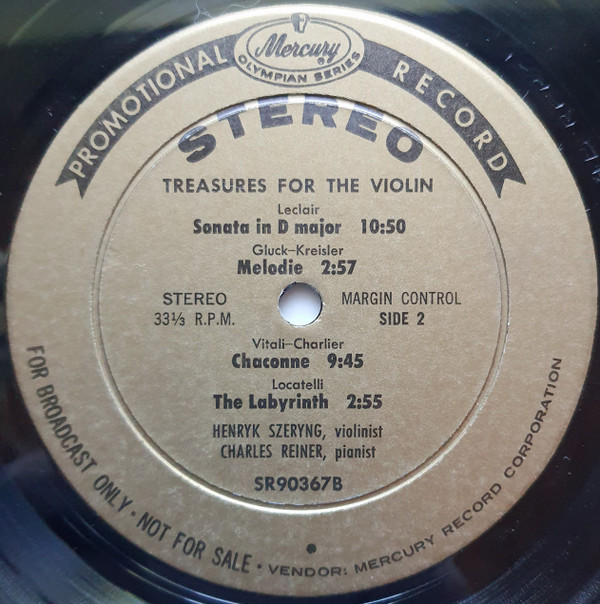 PROMOTIONAL RECORD
Mercury®
OLYMPIAN SERIES
STEREO
TREASURES FOR THE VIOLIN
Leclair
Sonata in D major 10:50
Gluck–Kreisler
Melodie 2:57
STEREO
33⅓ R.P.M.
MARGIN CONTROL
SIDE 2
Vitali–Charlier
Chaconne 9:45
Locatelli
The Labyrinth 2:55
HENRYK SZERYNG, violinist
CHARLES REINER, pianist
SR90367B
FOR BROADCAST ONLY • NOT FOR SALE • VENDOR: MERCURY RECORD CORPORATION